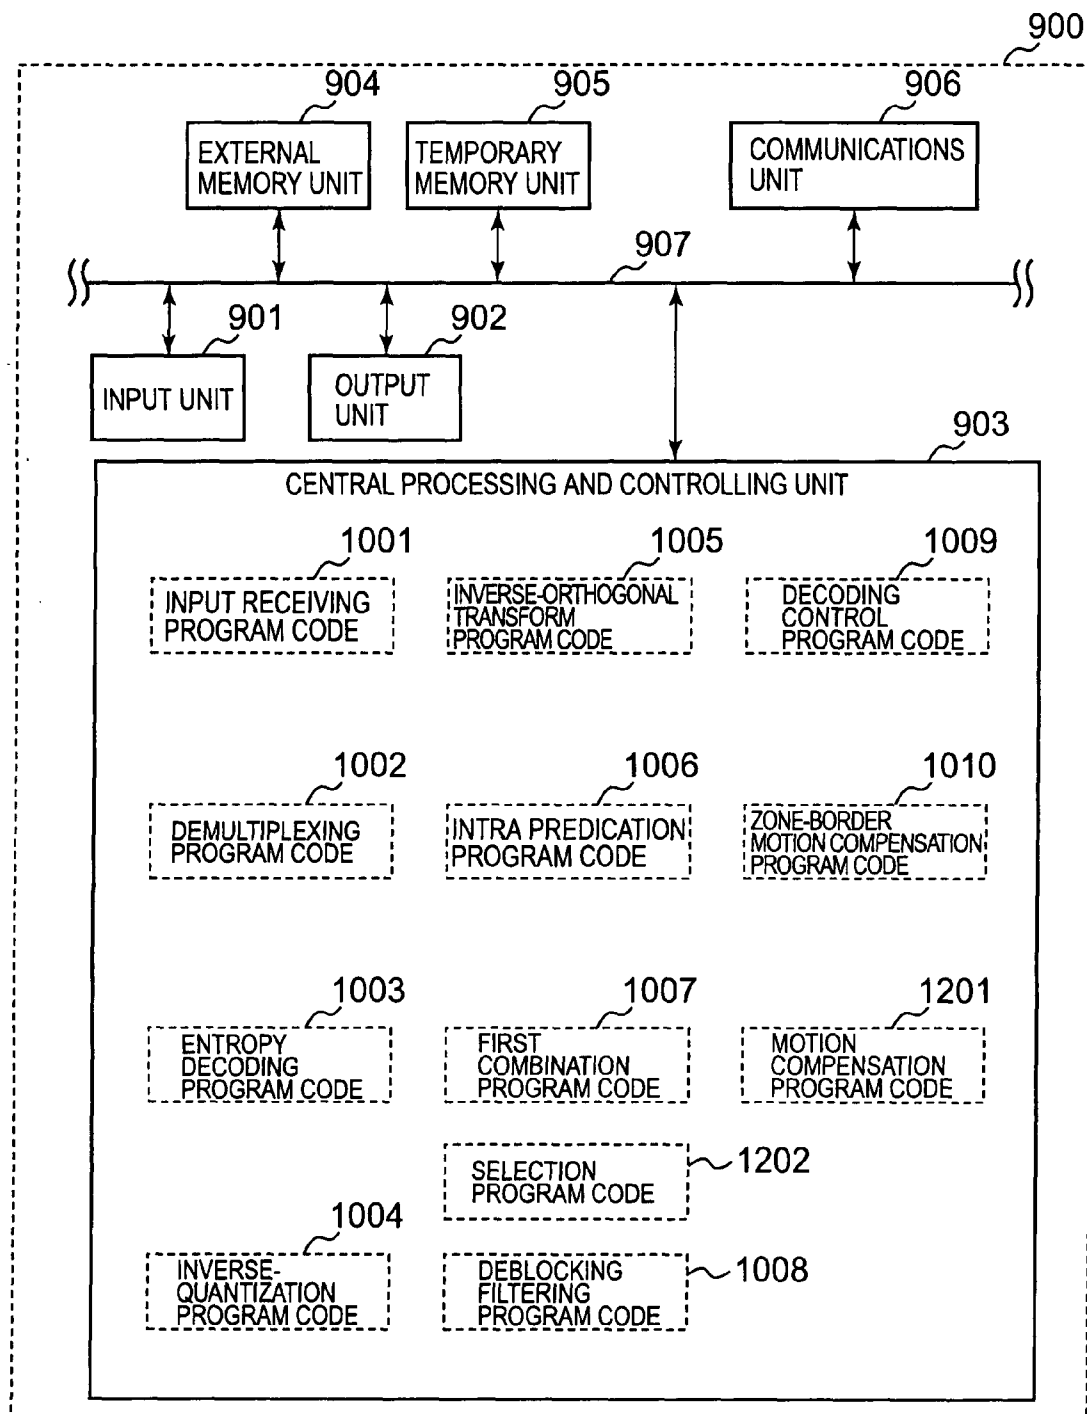 900
904
905
906
EXTERNAL
MEMORY UNIT
TEMPORARY
MEMORY UNIT
COMMUNICATIONS
UNIT
907
901
902
INPUT UNIT
OUTPUT
UNIT
903
CENTRAL PROCESSING AND CONTROLLING UNIT
1001
1005
1009
INPUT RECEIVING
PROGRAM CODE
INVERSE-ORTHOGONAL
TRANSFORM
PROGRAM CODE
DECODING
CONTROL
PROGRAM CODE
1002
1006
1010
DEMULTIPLEXING
PROGRAM CODE
INTRA PREDICATION
PROGRAM CODE
ZONE-BORDER
MOTION COMPENSATION
PROGRAM CODE
1003
1007
1201
ENTROPY
DECODING
PROGRAM CODE
FIRST
COMBINATION
PROGRAM CODE
MOTION
COMPENSATION
PROGRAM CODE
SELECTION
PROGRAM CODE
1202
1004
INVERSE-
QUANTIZATION
PROGRAM CODE
DEBLOCKING
FILTERING
PROGRAM CODE
1008